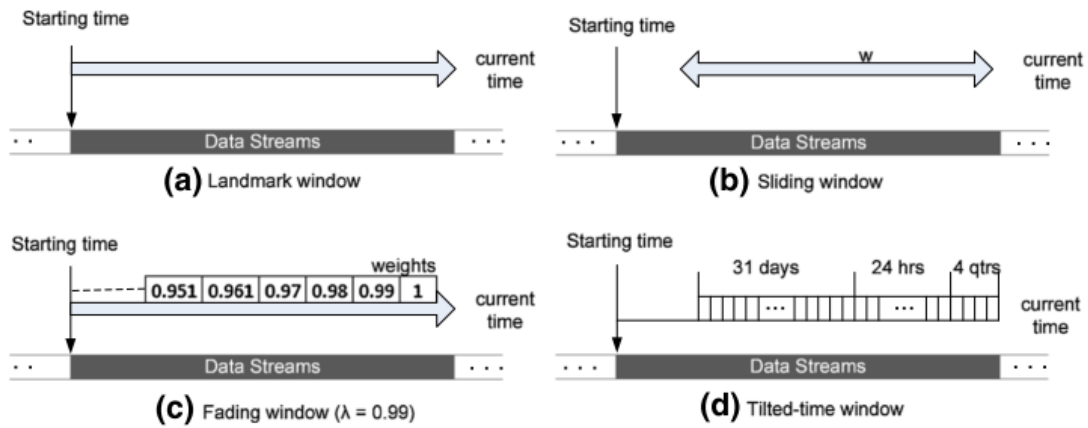 Starting time
current
time
. .
Data Streams
. . .
(a) Landmark window
Starting time
w
current
time
. . .
Data Streams
. . .
(b) Sliding window
Starting time
weights
0.951 0.961 0.97 0.98 0.99 1
current
time
. .
Data Streams
. . .
(c) Fading window (λ = 0.99)
Starting time
31 days 24 hrs 4 qtrs
... ...
current
time
. . .
Data Streams
. . .
(d) Tilted-time window